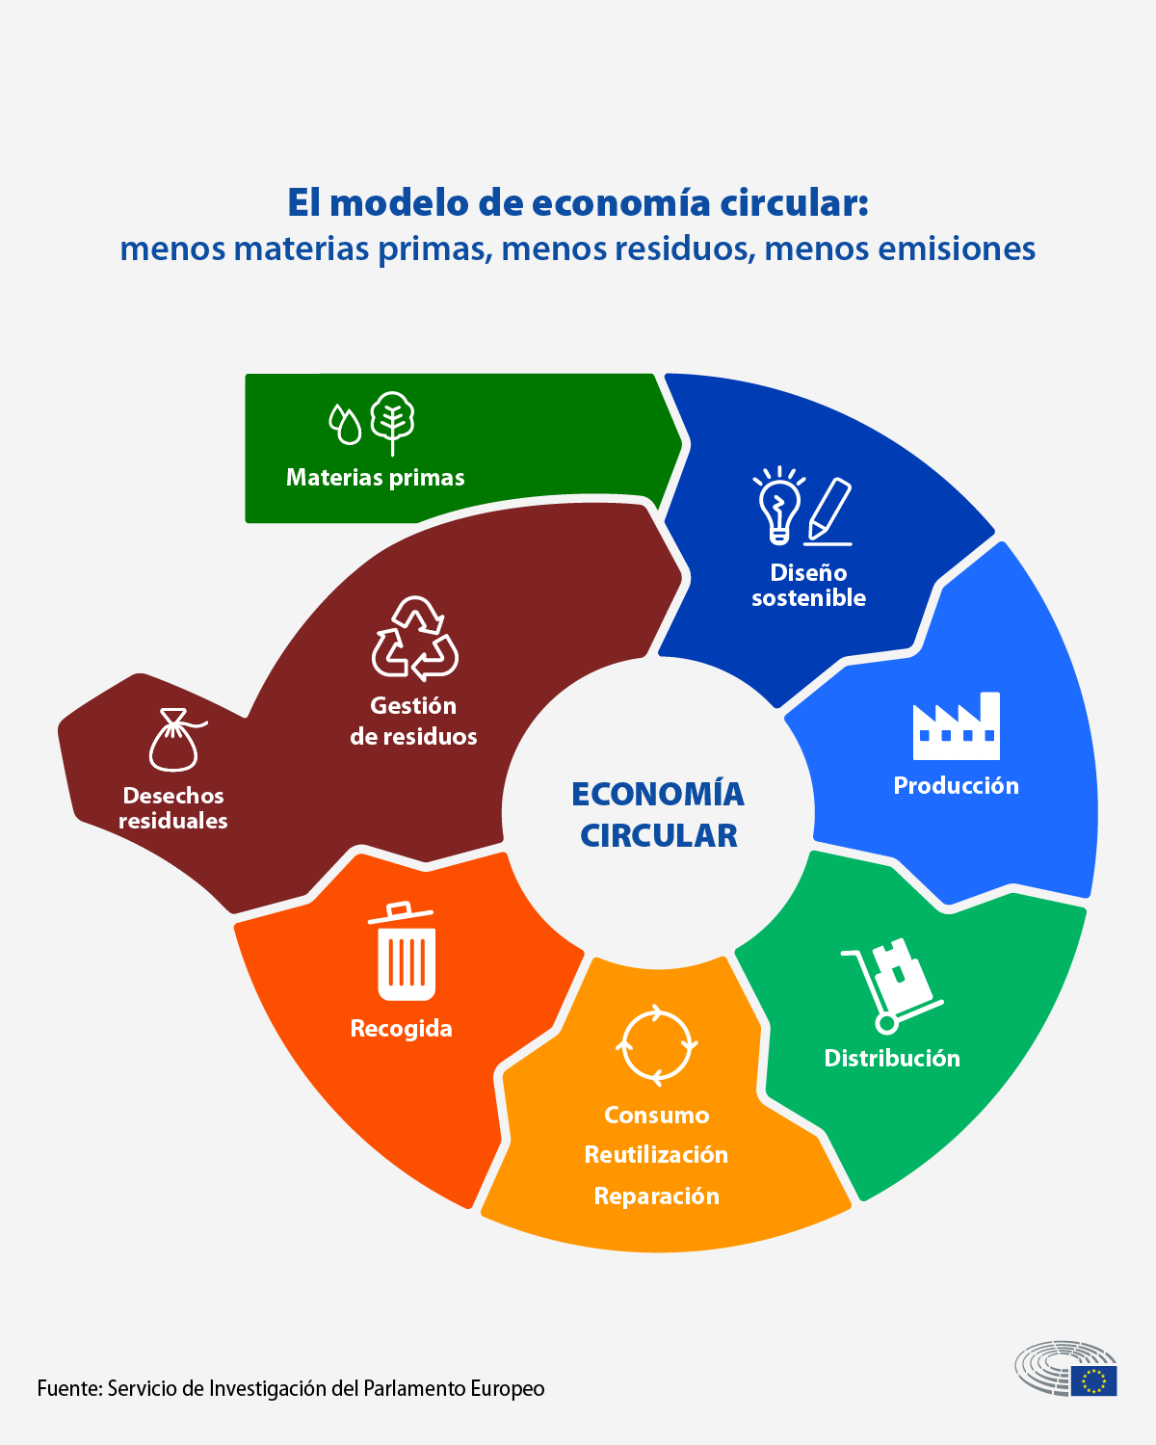 El modelo de economía circular:
menos materias primas, menos residuos, menos emisiones
Materias primas
Diseño
sostenible
Producción
Distribución
Consumo
Reutilización
Reparación
Recogida
Gestión
de residuos
Desechos
residuales
ECONOMÍA
CIRCULAR
Fuente: Servicio de Investigación del Parlamento Europeo